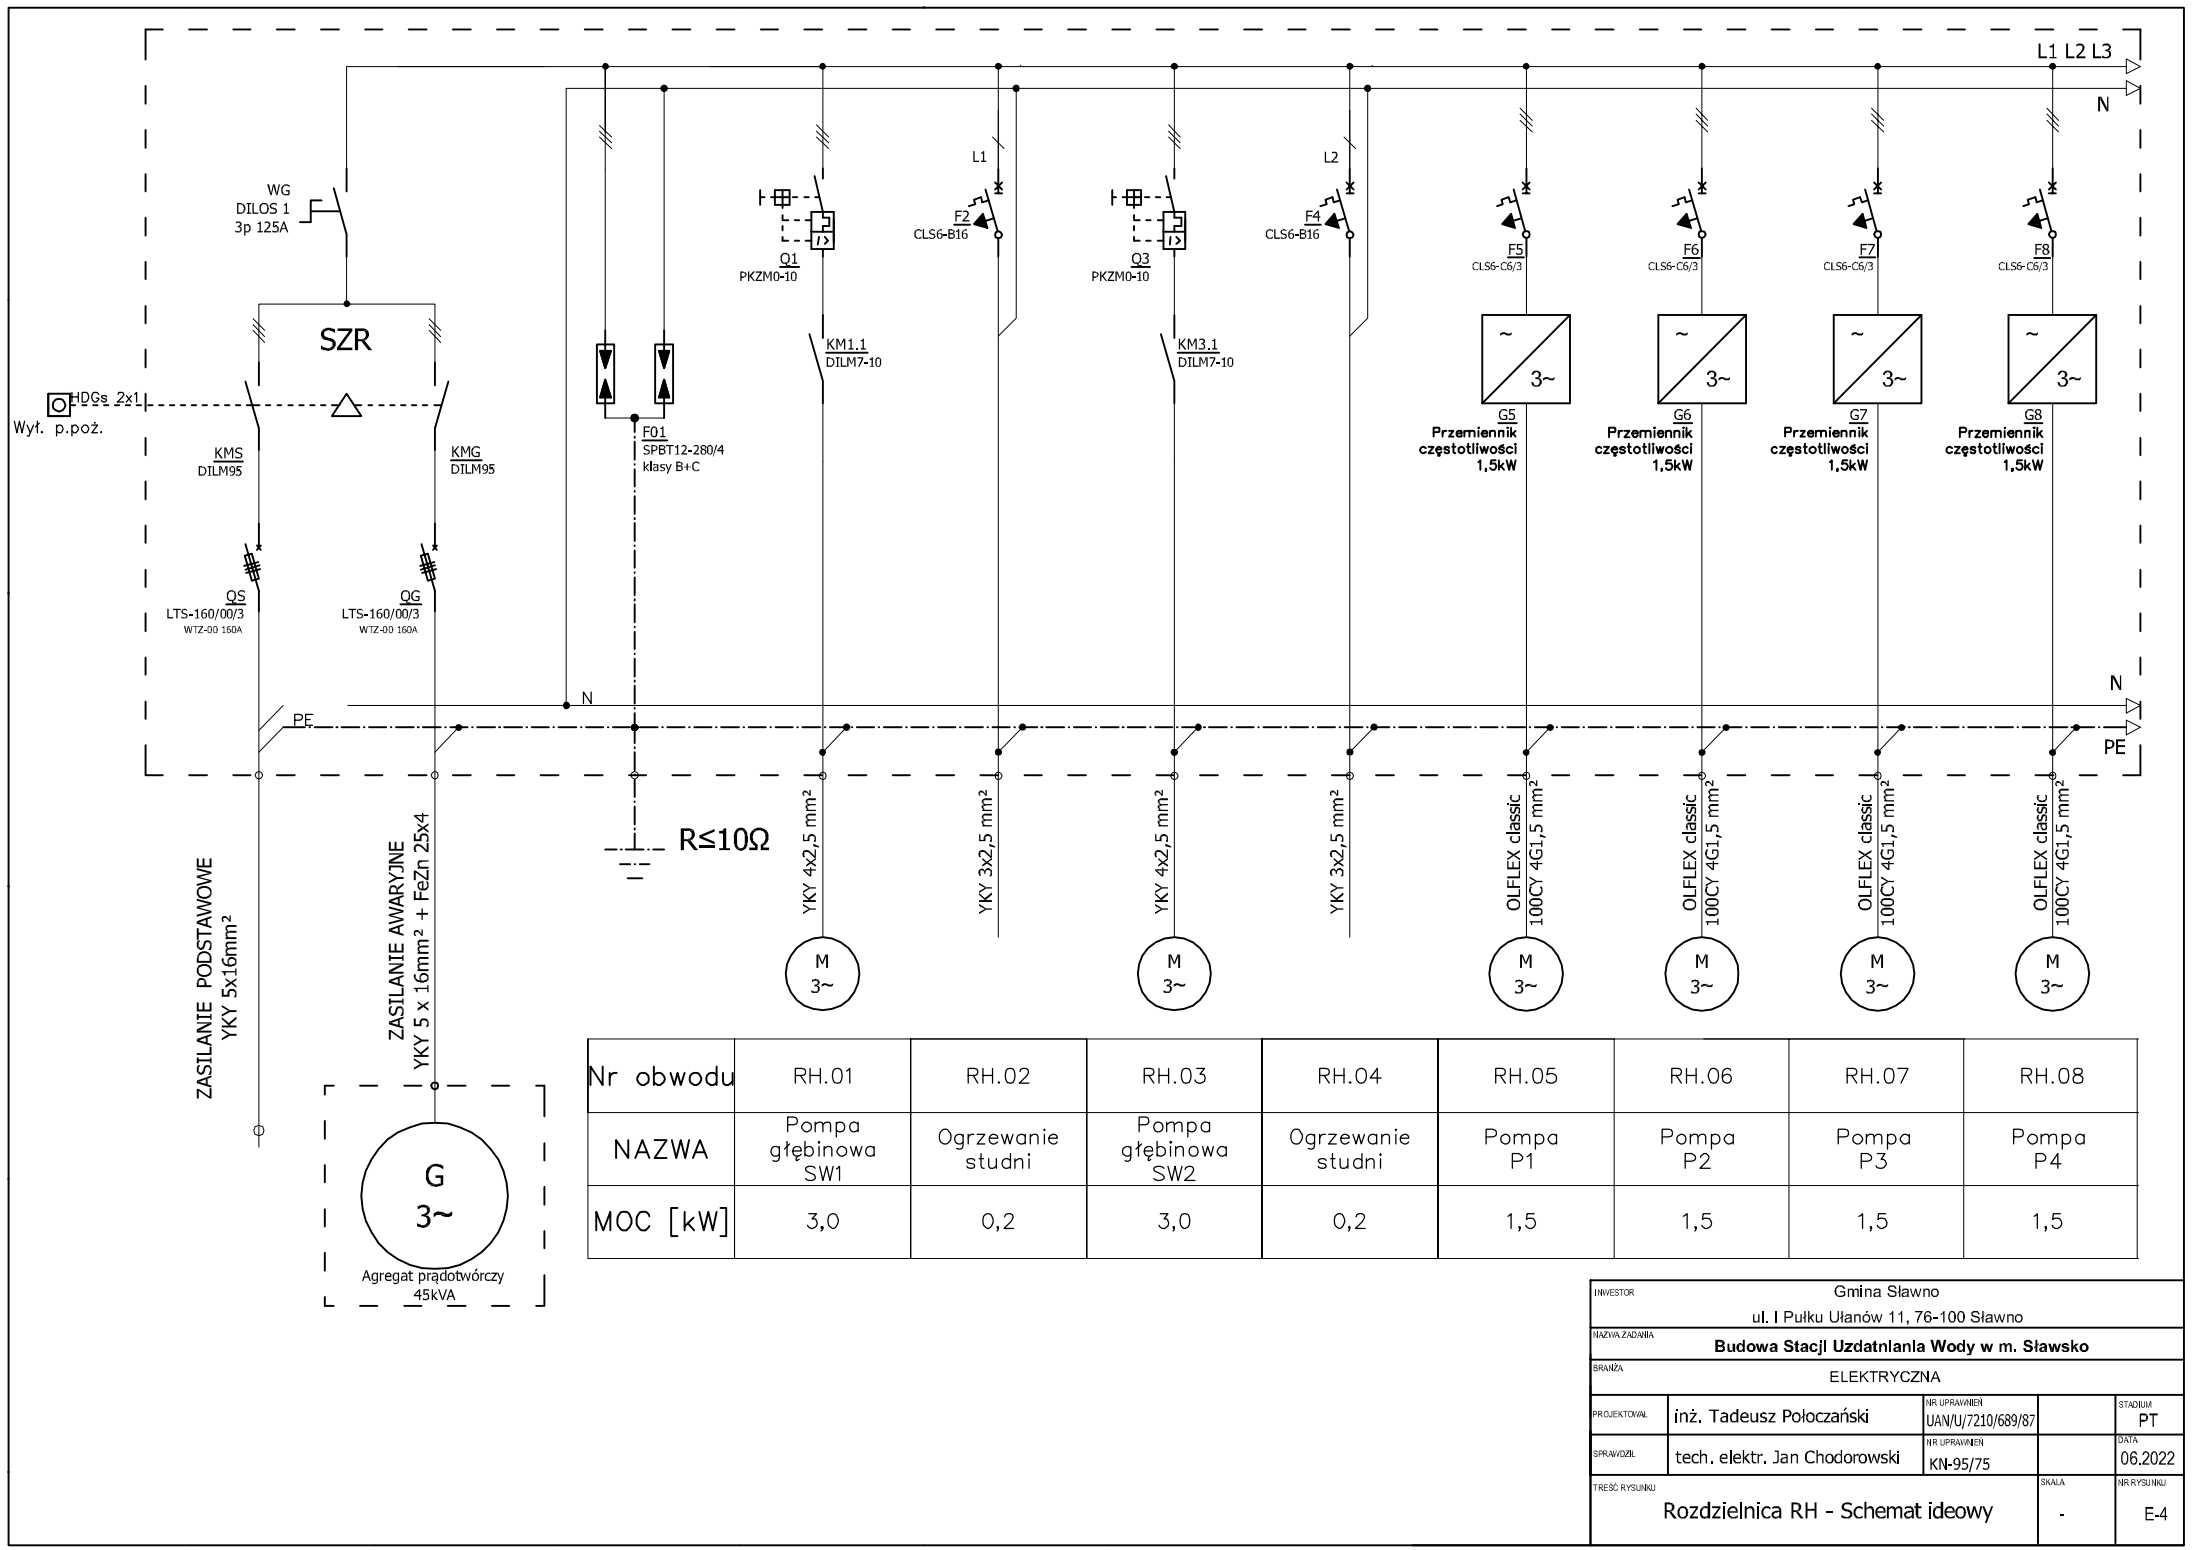 L1 L2 L3
N
WG
DILOS 1
3p 125A
SZR
HDGs 2x1
Wył. p.poż.
KMS
DILM95
KMG
DILM95
QS
LTS-160/00/3
WTZ-00 160A
QG
LTS-160/00/3
WTZ-00 160A
F01
SPBT12-280/4
klasy B+C
Q1
PKZM0-10
KM1.1
DILM7-10
L1
F2
CLS6-B16
Q3
PKZM0-10
KM3.1
DILM7-10
L2
F4
CLS6-B16
F5
CLS6-C6/3
F6
CLS6-C6/3
F7
CLS6-C6/3
F8
CLS6-C6/3
~
3~
~
3~
~
3~
~
3~
G5
Przemiennik
częstotliwości
1,5kW
G6
Przemiennik
częstotliwości
1,5kW
G7
Przemiennik
częstotliwości
1,5kW
G8
Przemiennik
częstotliwości
1,5kW
N
PE
N
PE
ZASILANIE PODSTAWOWE
YKY 5x16mm²
ZASILANIE AWARYJNE
YKY 5 x 16mm² + FeZn 25x4
R≤10Ω
YKY 4x2,5 mm²
YKY 3x2,5 mm²
YKY 4x2,5 mm²
YKY 3x2,5 mm²
OLFLEX classic
100CY 4G1,5 mm²
OLFLEX classic
100CY 4G1,5 mm²
OLFLEX classic
100CY 4G1,5 mm²
OLFLEX classic
100CY 4G1,5 mm²
M
3~
M
3~
M
3~
M
3~
M
3~
M
3~
G
3~
Agregat prądotwórczy
45kVA
Nr obwodu RH.01 RH.02 RH.03 RH.04 RH.05 RH.06 RH.07 RH.08
NAZWA
Pompa
głębinowa
SW1
Ogrzewanie
studni
Pompa
głębinowa
SW2
Ogrzewanie
studni
Pompa
P1
Pompa
P2
Pompa
P3
Pompa
P4
MOC [kW] 3,0 0,2 3,0 0,2 1,5 1,5 1,5 1,5
INWESTOR
Gmina Sławno
ul. I Pułku Ułanów 11, 76-100 Sławno
NAZWA ZADANIA
Budowa Stacji Uzdatniania Wody w m. Sławsko
BRANŻA
ELEKTRYCZNA
PROJEKTOWAŁ
inż. Tadeusz Połoczański
NR UPRAWNIEŃ
UAN/U/7210/689/87
STADIUM
PT
SPRAWDZIŁ
tech. elektr. Jan Chodorowski
NR UPRAWNIEŃ
KN-95/75
DATA
06.2022
TREŚĆ RYSUNKU
Rozdzielnica RH - Schemat ideowy
SKALA
-
NR RYSUNKU
E-4